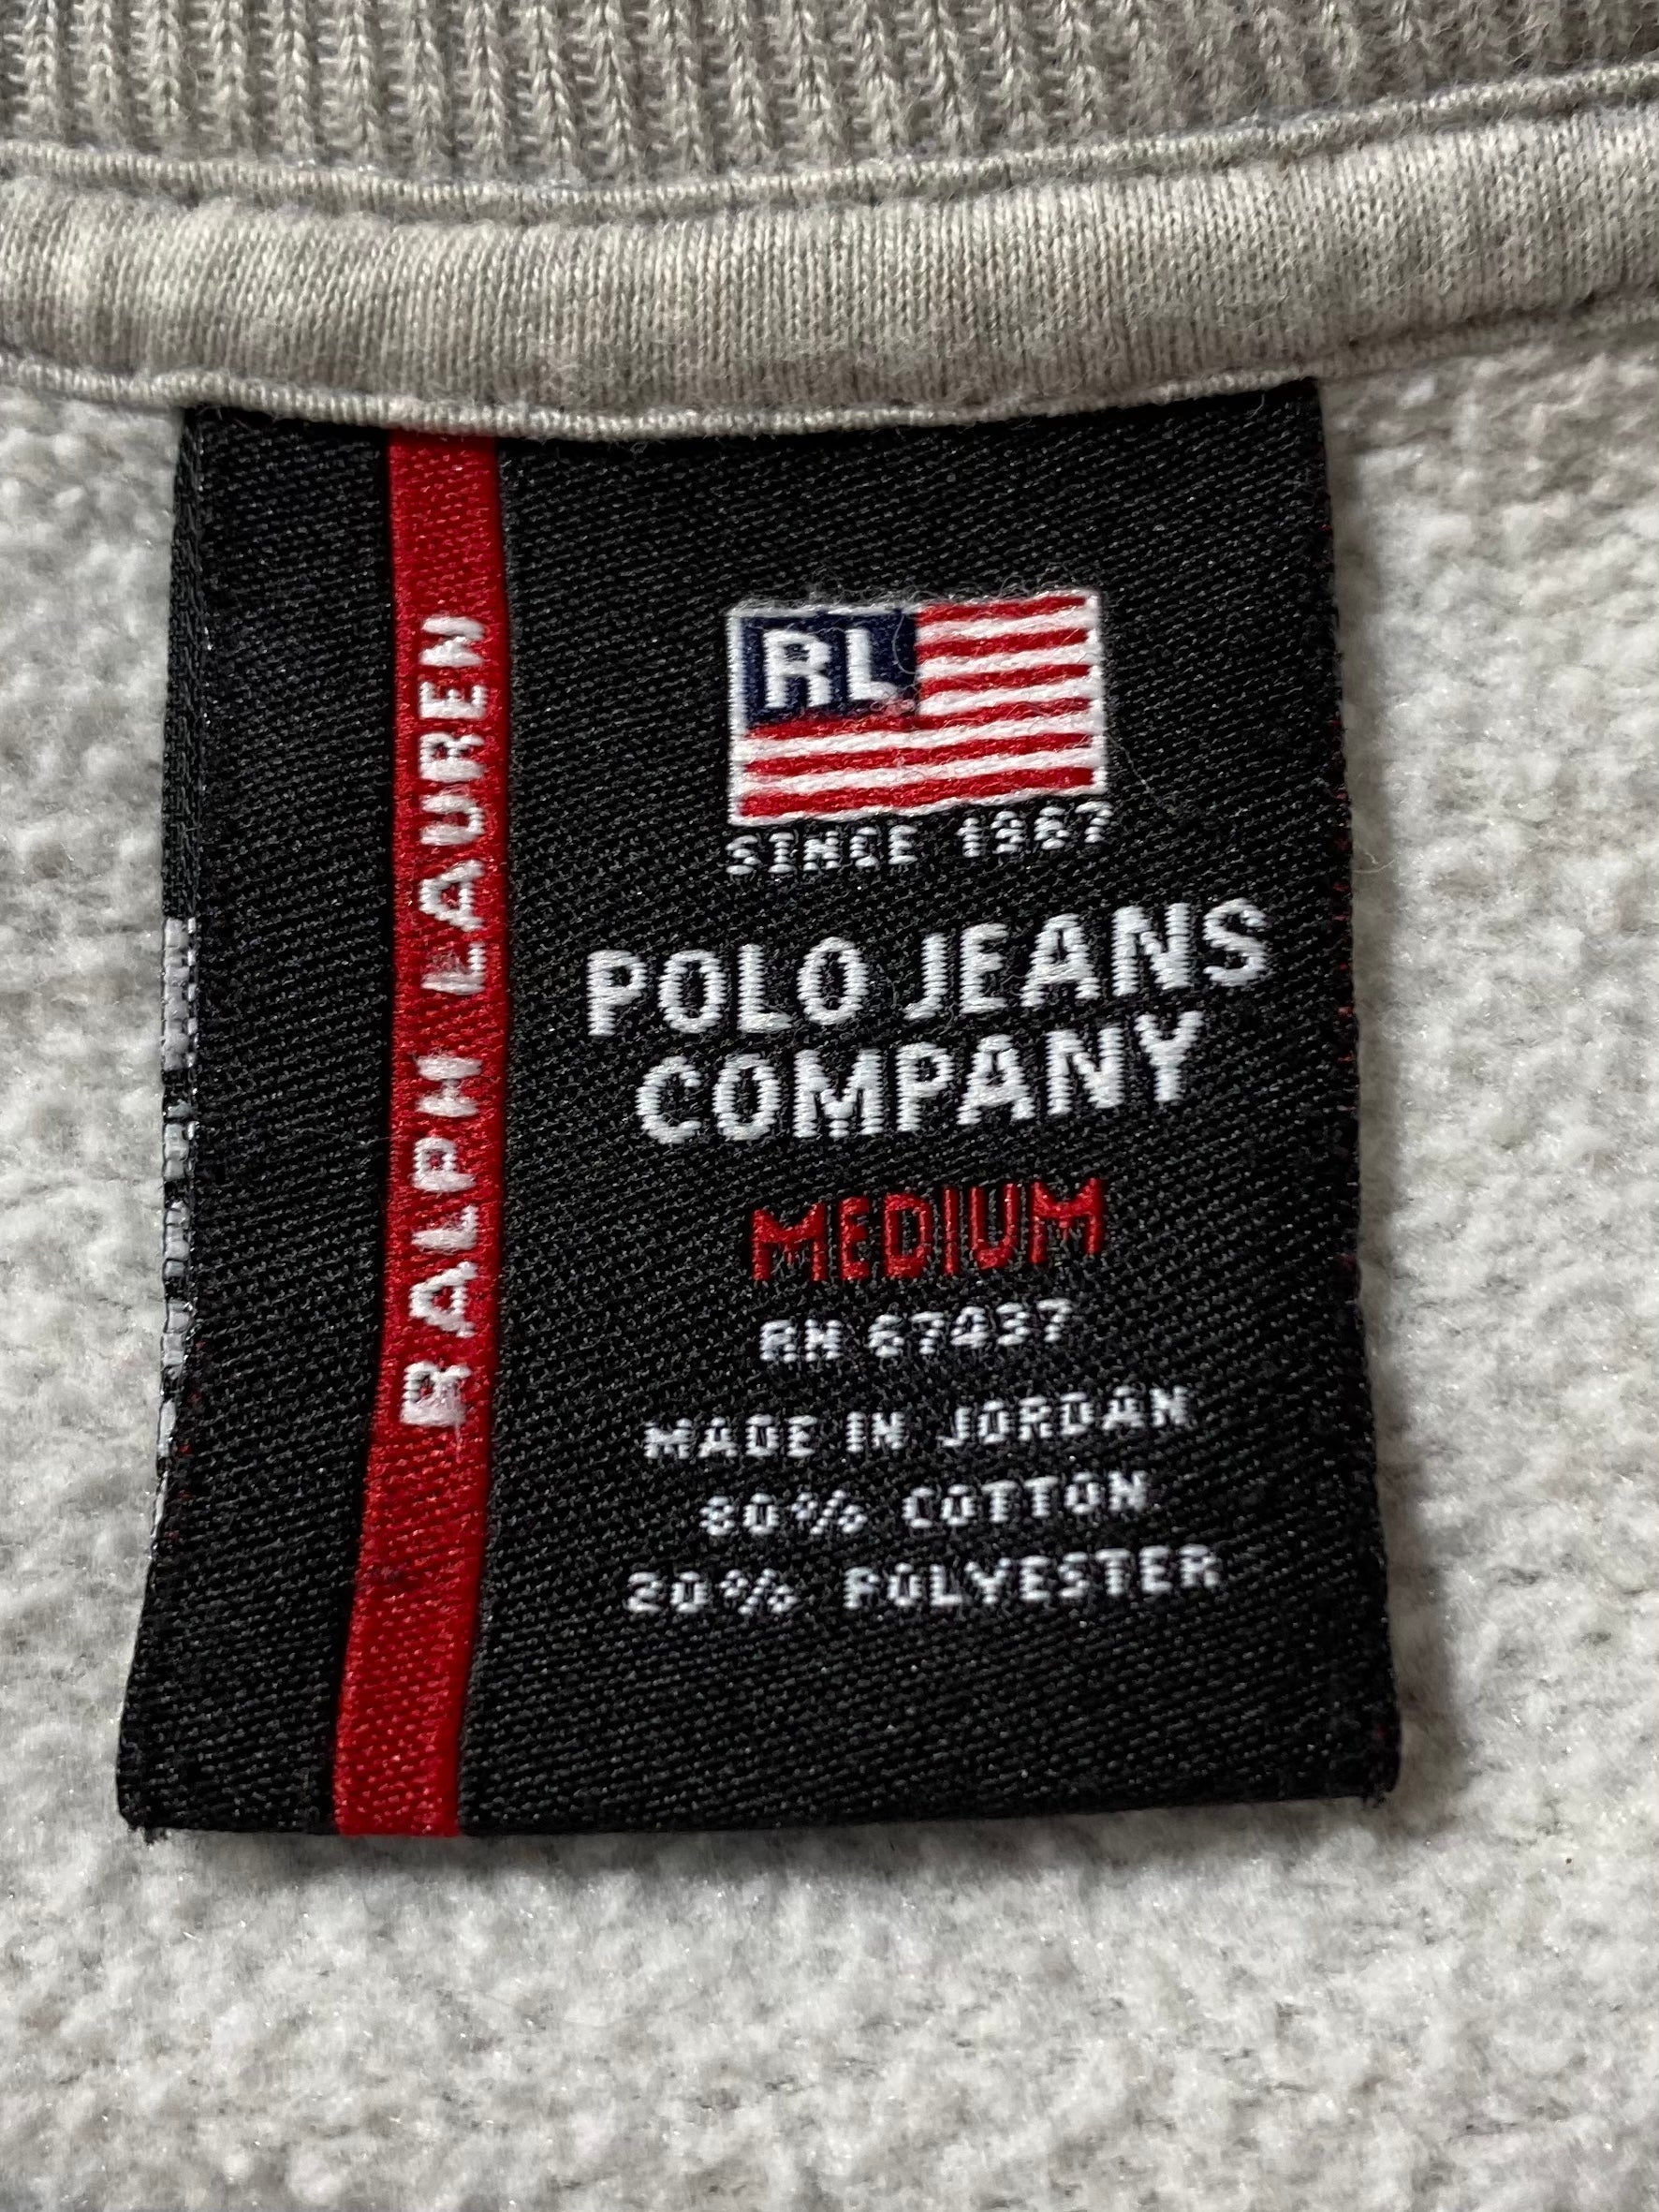 RALPH LAUREN
RL
SINCE 1967
POLO JEANS
COMPANY
MEDIUM
RN 67437
MADE IN JORDAN
80% COTTON
20% POLYESTER